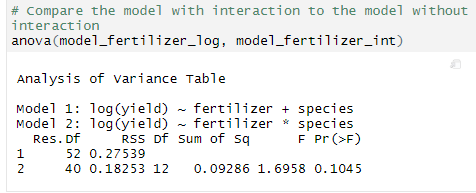 # Compare the model with interaction to the model without
interaction
anova(model_fertilizer_log, model_fertilizer_int)
Analysis of Variance Table
Model 1: log(yield) ~ fertilizer + species
Model 2: log(yield) ~ fertilizer * species
Res.Df RSS Df Sum of Sq F Pr(>F)
1 52 0.27539
2 40 0.18253 12 0.09286 1.6958 0.1045